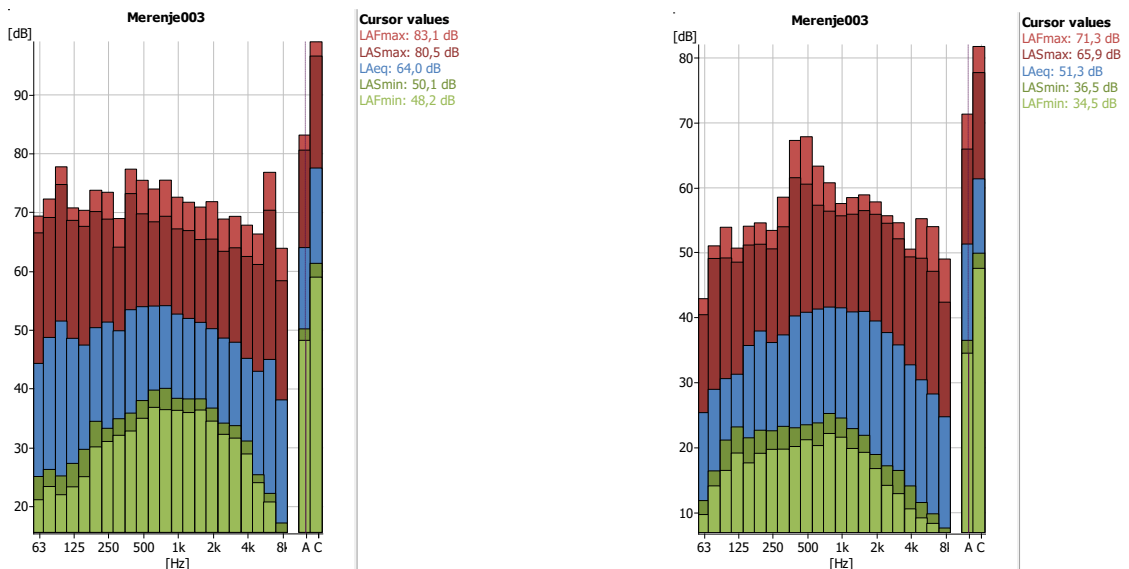 Merenje003
[dB]
90
80
70
60
50
40
30
20
63 125 250 500 1k 2k 4k 8l A C
[Hz]
Cursor values
LAFmax: 83,1 dB
LASmax: 80,5 dB
LAeq: 64,0 dB
LASmin: 50,1 dB
LAFmin: 48,2 dB
Merenje003
[dB]
80
70
60
50
40
30
20
10
63 125 250 500 1k 2k 4k 8l A C
[Hz]
Cursor values
LAFmax: 71,3 dB
LASmax: 65,9 dB
LAeq: 51,3 dB
LASmin: 36,5 dB
LAFmin: 34,5 dB